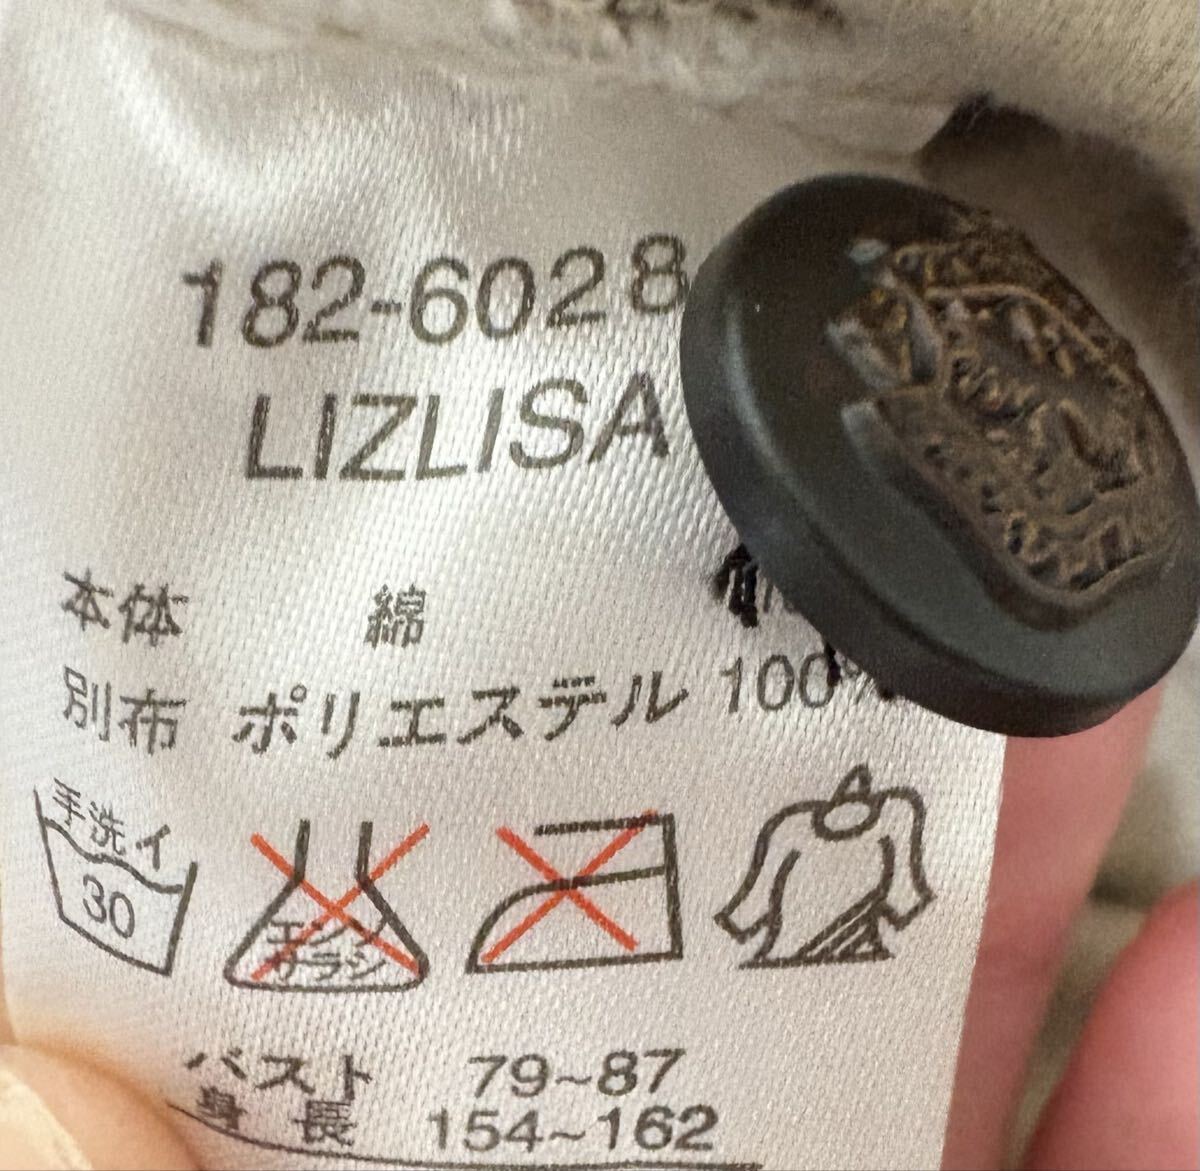 182-6028
LIZLISA
本体 綿
別布 ポリエステル 100%
手洗イ
30
エンソ
サラシ
バスト 79~87
身長 154~162